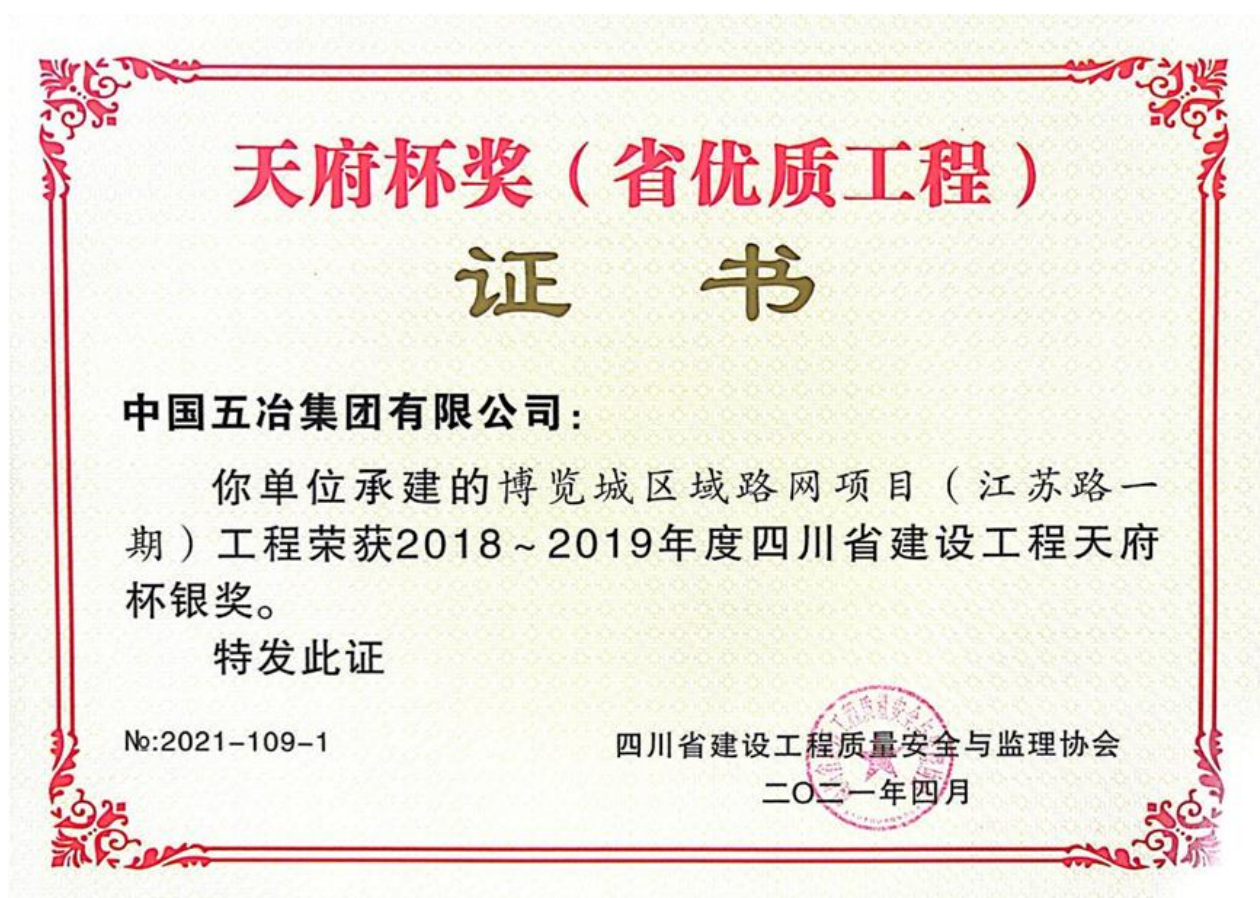 天府杯奖（省优质工程）
证 书
中国五冶集团有限公司：
你单位承建的博览城区域路网项目（江苏路一
期）工程荣获2018～2019年度四川省建设工程天府
杯银奖。
特发此证
№:2021-109-1
四川省建设工程质量安全与监理协会
二〇二一年四月